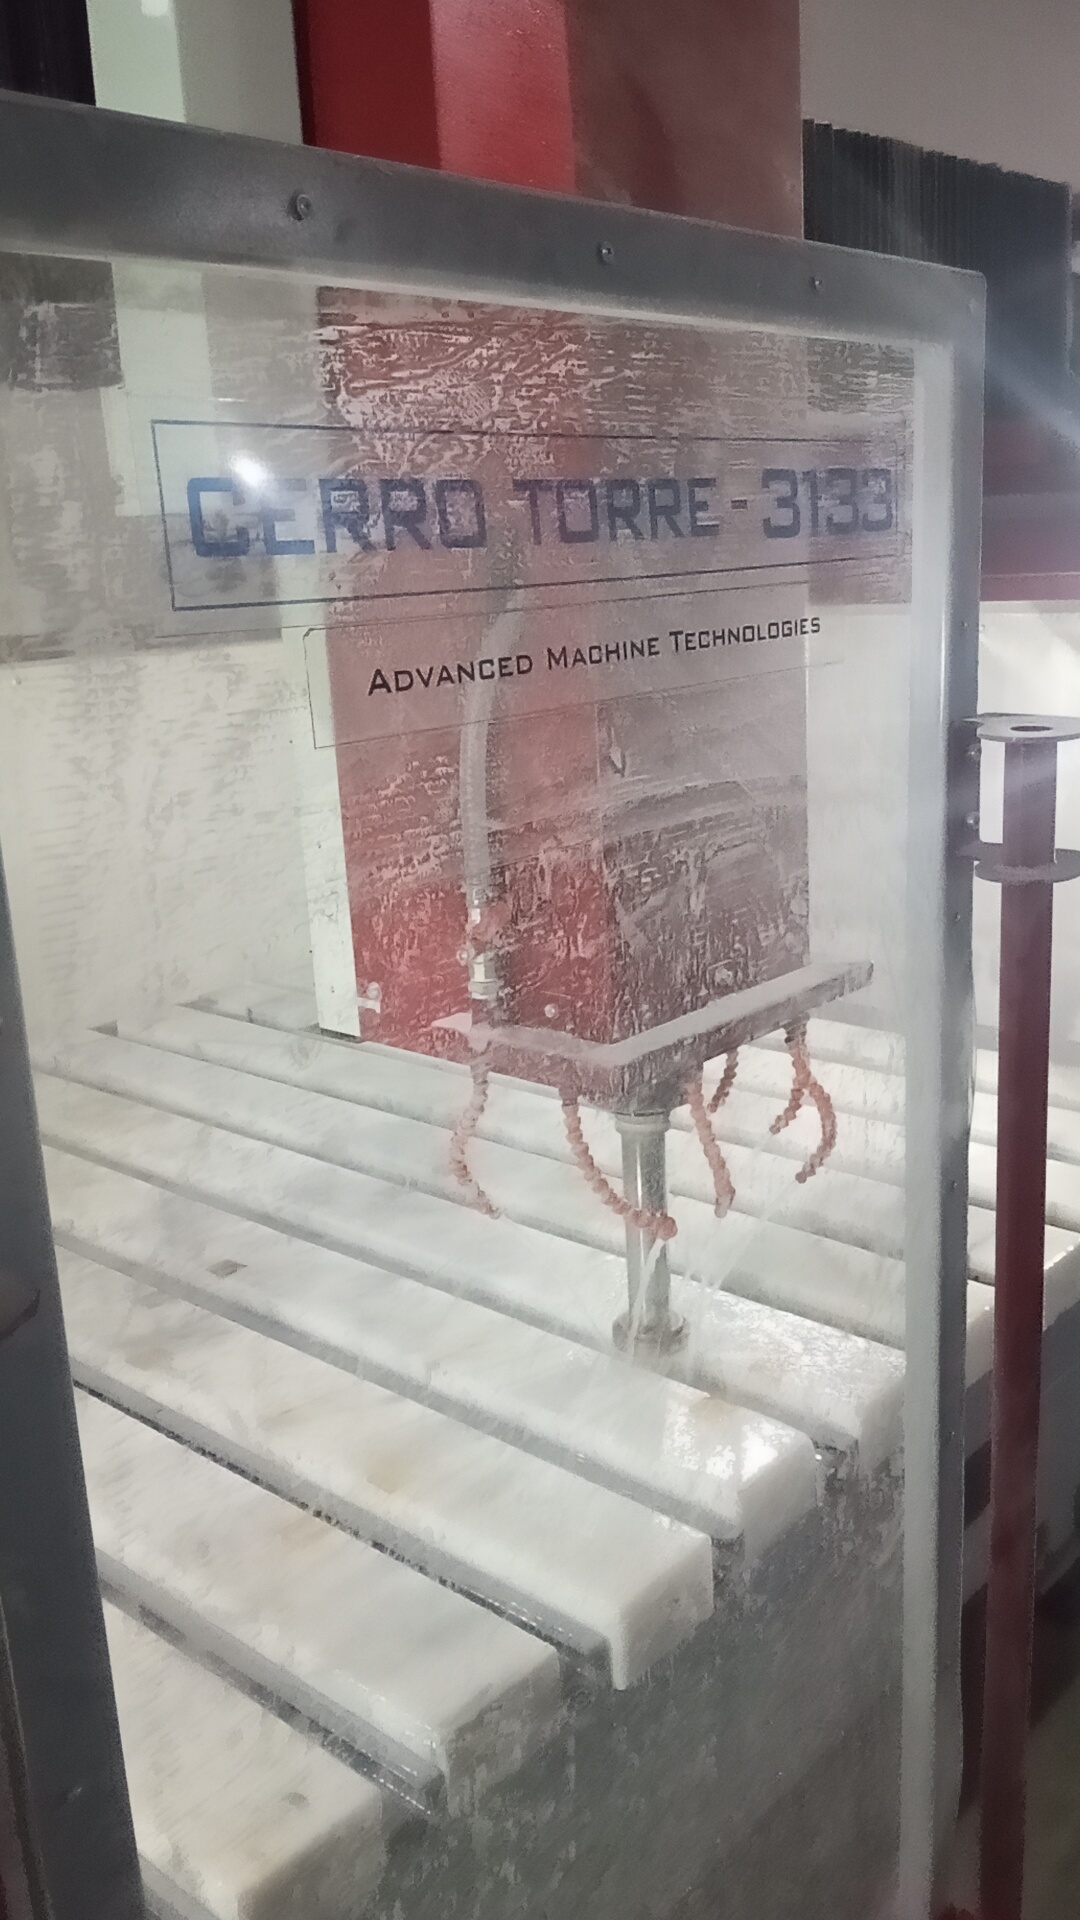 CERRO TORRE - 3133
ADVANCED MACHINE TECHNOLOGIES